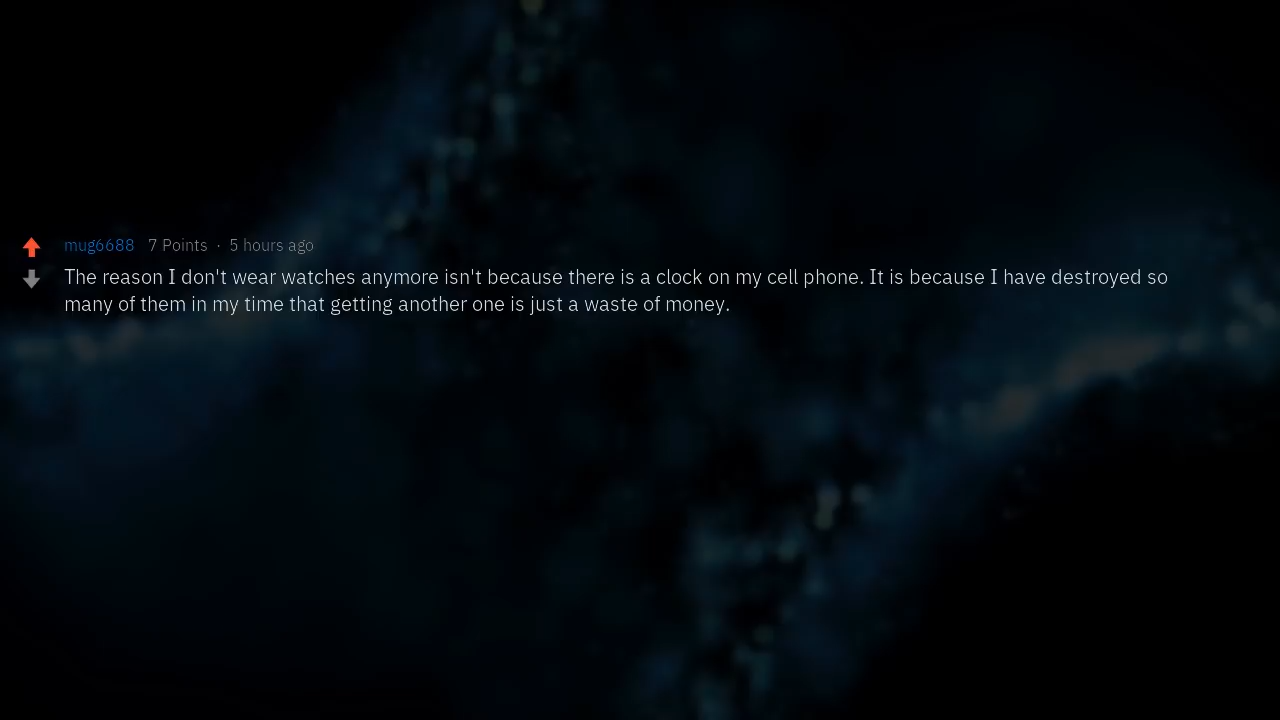 mug6688 7 Points · 5 hours ago
The reason I don't wear watches anymore isn't because there is a clock on my cell phone. It is because I have destroyed so
many of them in my time that getting another one is just a waste of money.